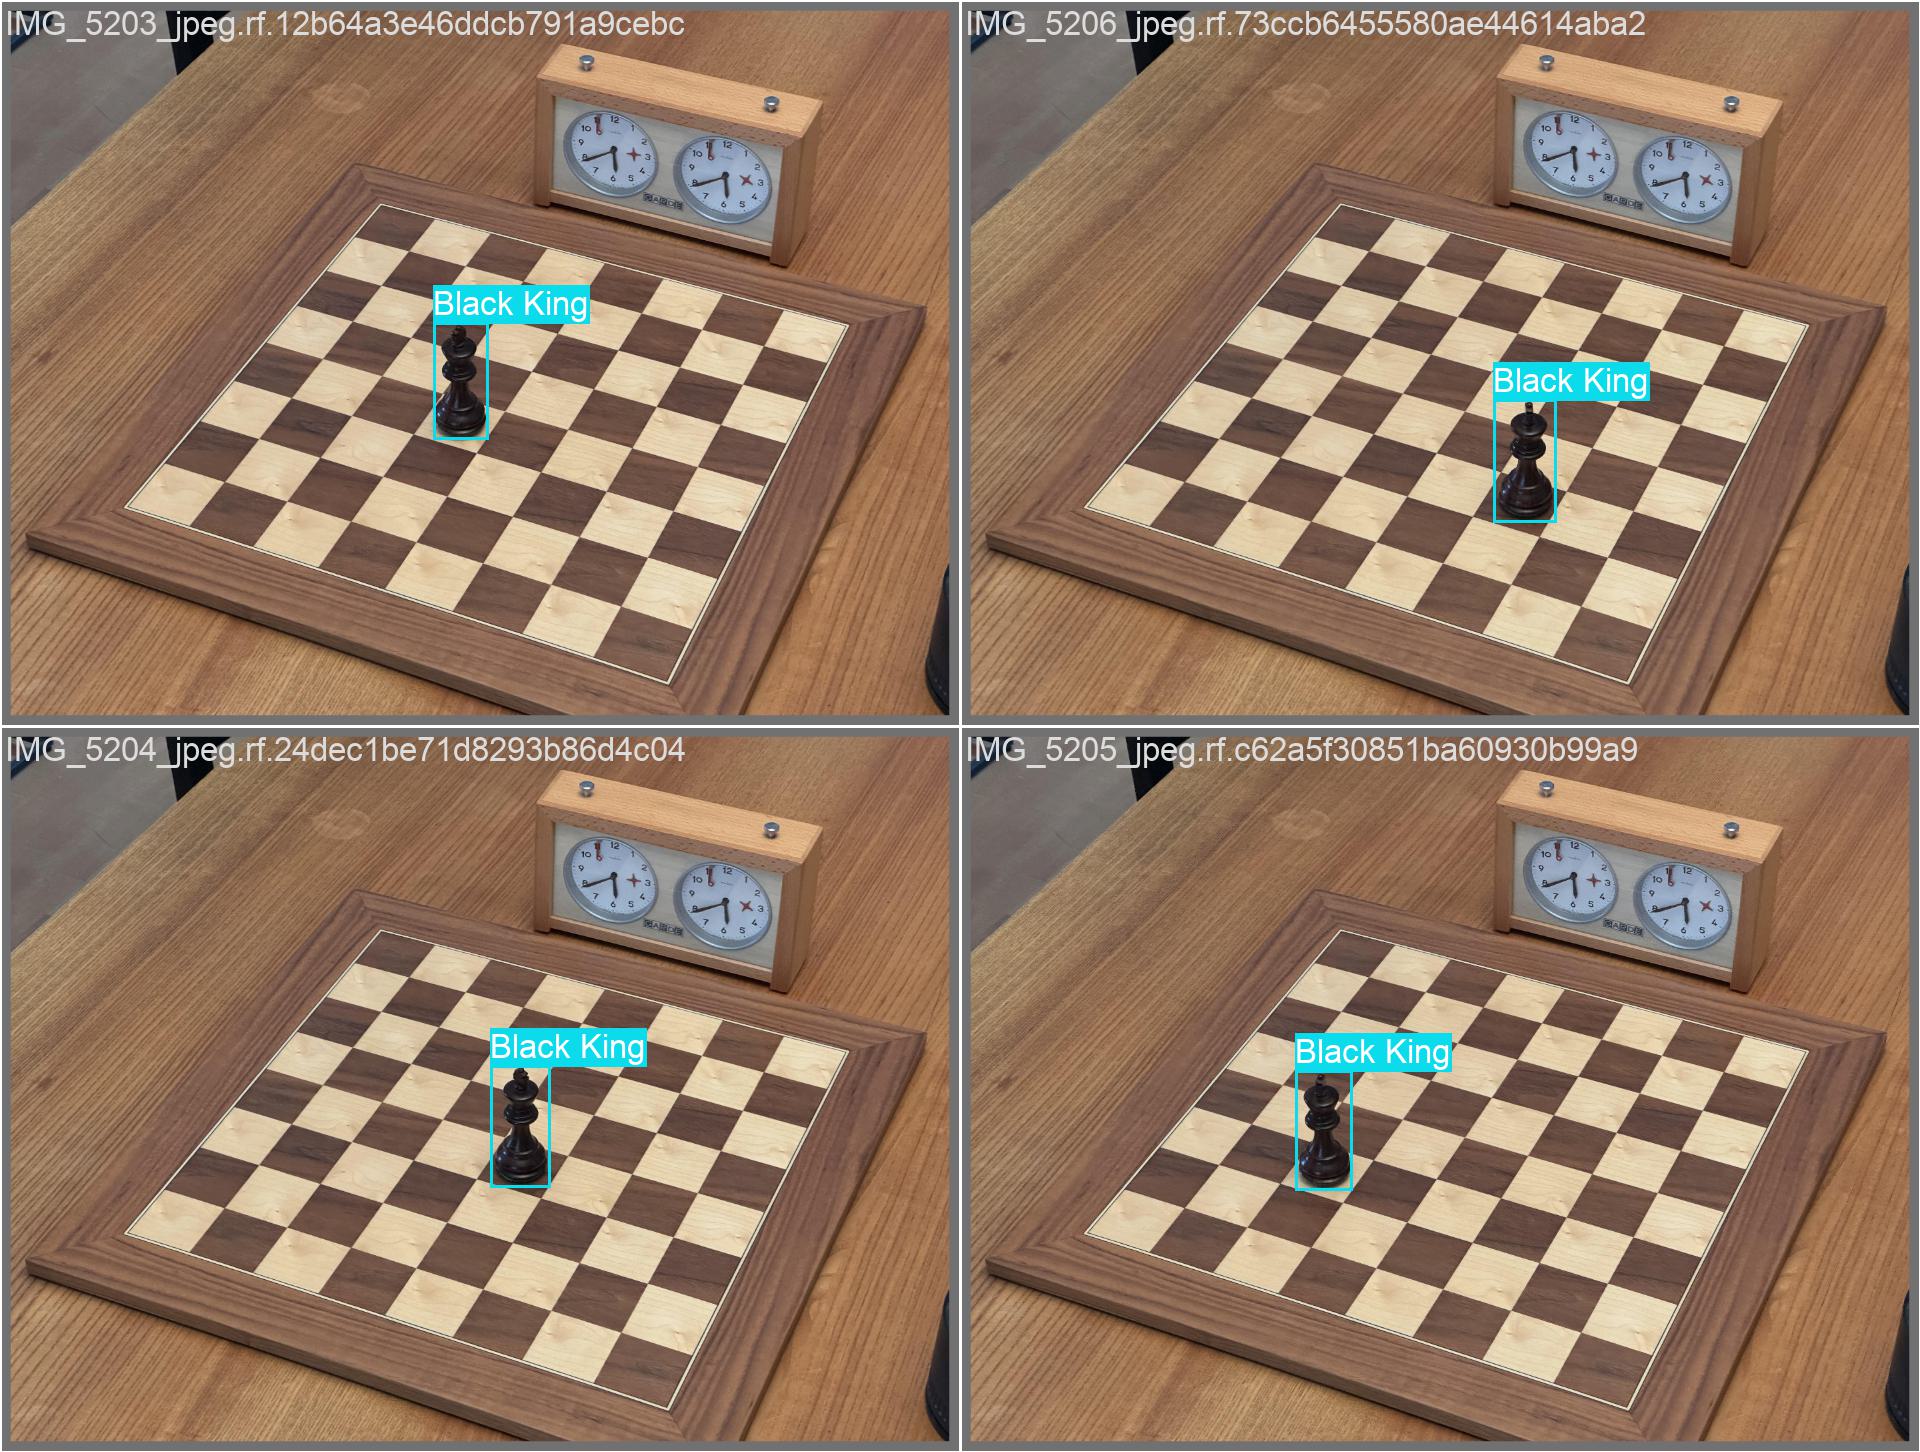 IMG_5203_jpeg.rf.12b64a3e46ddcb791a9cebc
IMG_5206_jpeg.rf.73ccb6455580ae44614aba2
Black King
Black King
IMG_5204_jpeg.rf.24dec1be71d8293b86d4c04
IMG_5205_jpeg.rf.c62a5f30851ba60930b99a9
Black King
Black King